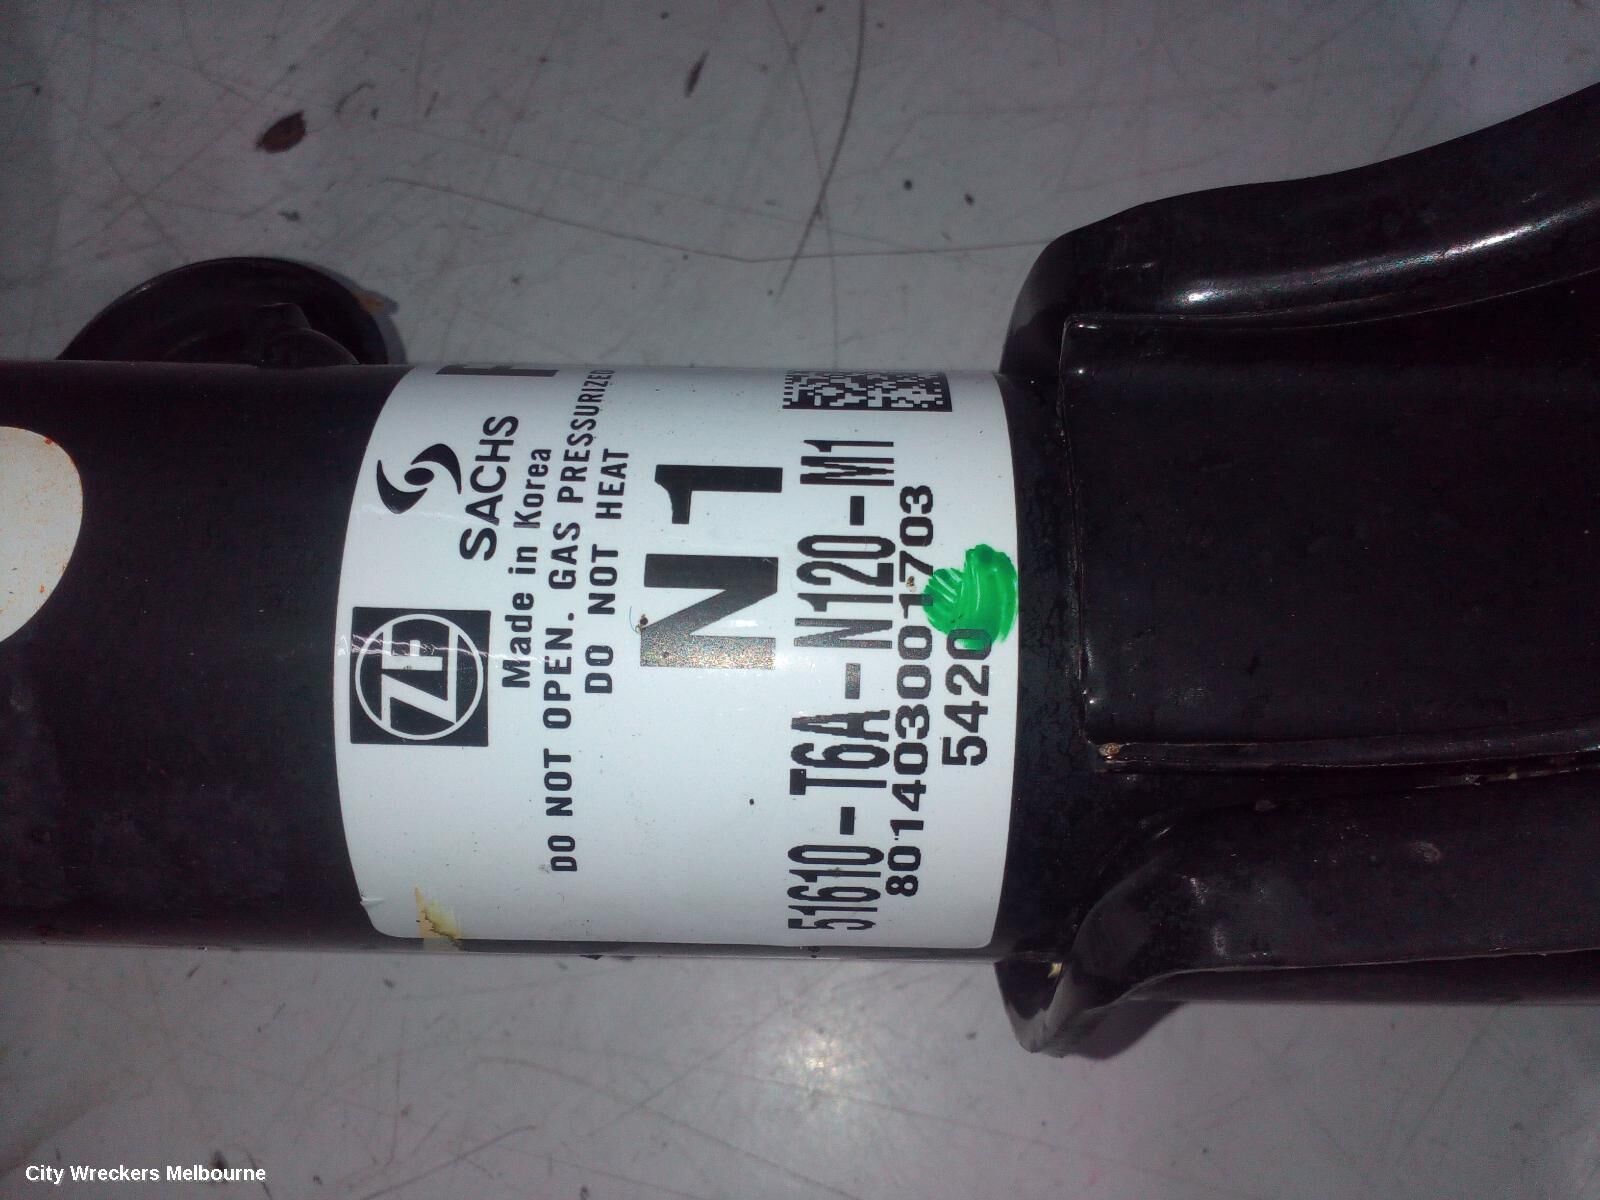 ZF
SACHS
Made in Korea
DO NOT OPEN. GAS PRESSURIZED
DO NOT HEAT
N1
51610-T6A-N120-M1
801403001703
5420
City Wreckers Melbourne